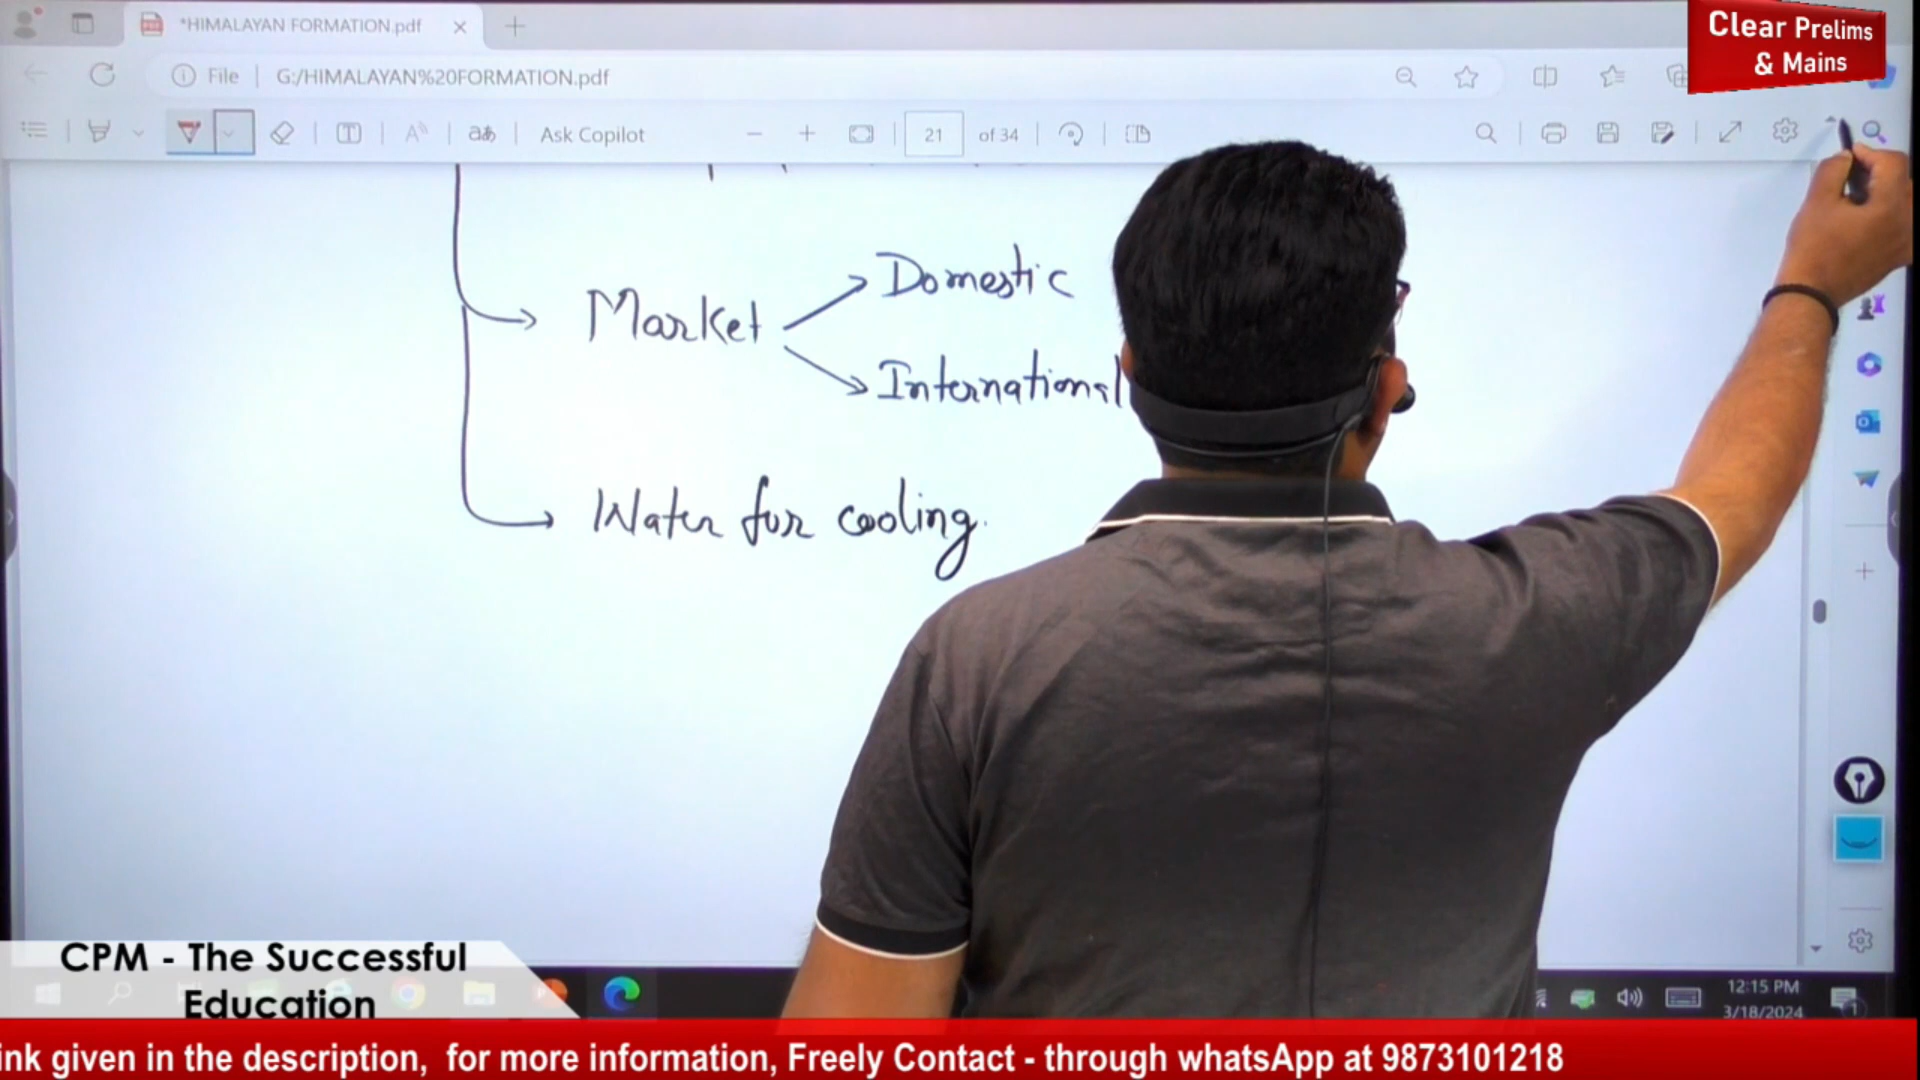 *HIMALAYAN FORMATION.pdf
Clear Prelims
& Mains
File G:/HIMALAYAN%20FORMATION.pdf
Ask Copilot 21 of 34
Market
Domestic
International
Water for cooling.
CPM - The Successful
Education
12:15 PM
3/18/2024
ink given in the description, for more information, Freely Contact - through whatsApp at 9873101218